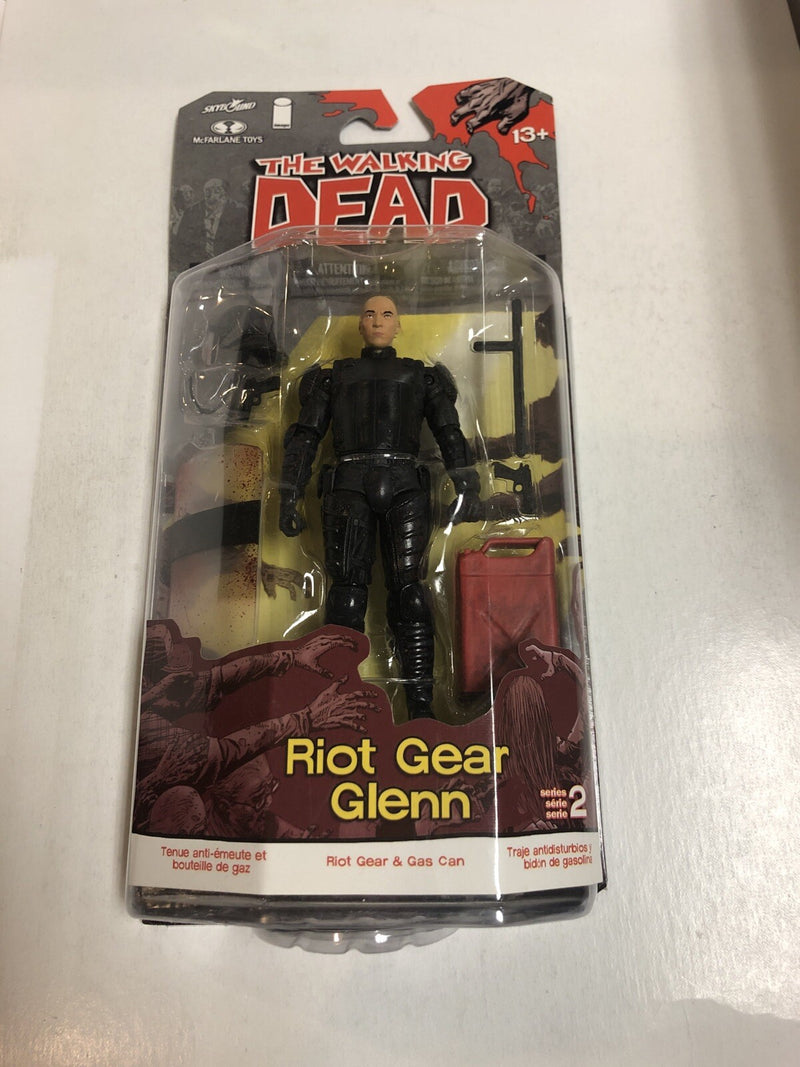 SKYBOUND
image
McFARLANE TOYS
13+
THE WALKING
DEAD
Riot Gear
Glenn
series
série
serie
2
Tenue anti-émeute et
bouteille de gaz
Riot Gear & Gas Can
Traje antidisturbios y
bidón de gasolina